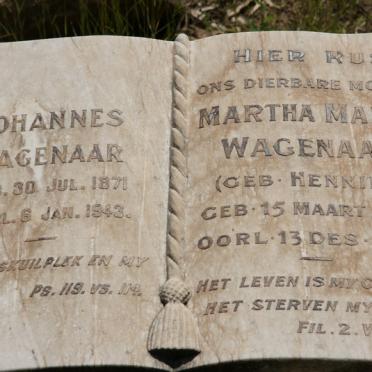 OHANNES
AGENAAR
30 JUL. 1871
6 JAN. 1943.
SKUILPLEK EN MY
PS. 119. VS. 114.
HIER RUS
ONS DIERBARE MO
MARTHA MA
WAGENAA
(GEB. HENNI
GEB. 15 MAART
OORL. 13 DES.
HET LEVEN IS MY C
HET STERVEN MY
FIL. 2. V